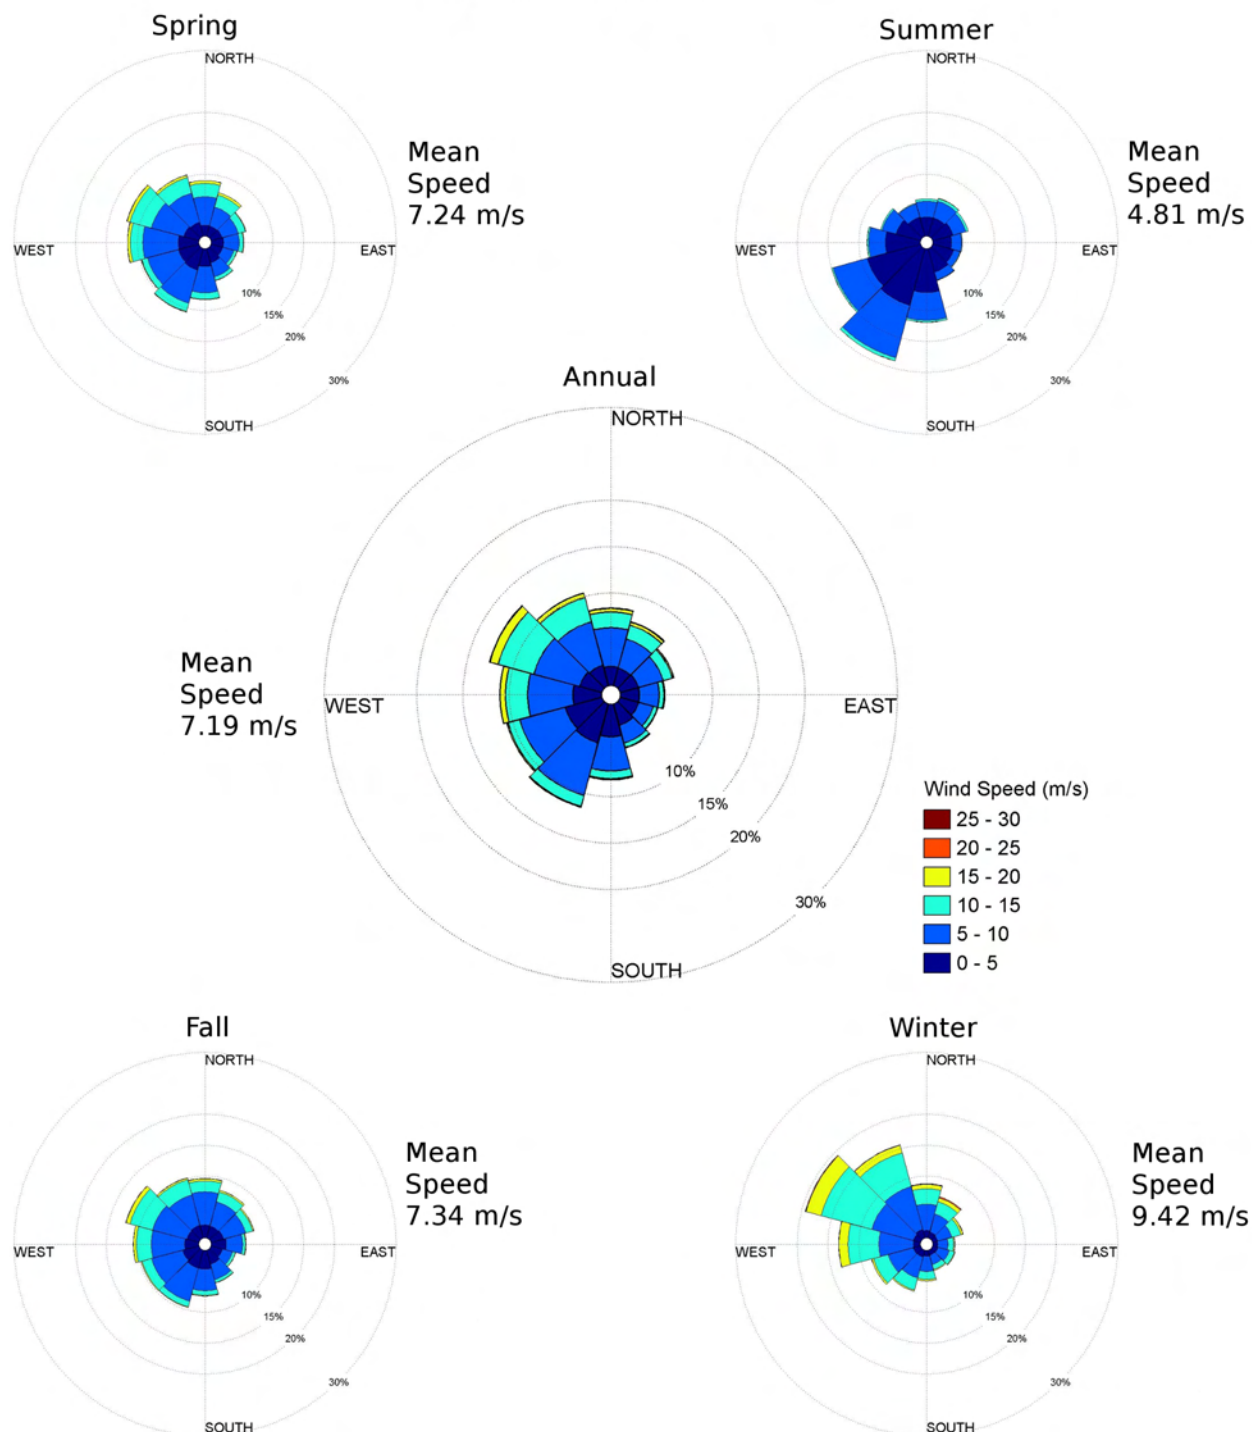 Spring
NORTH
WEST
EAST
10%
15%
20%
30%
SOUTH
Mean
Speed
7.24 m/s
Summer
NORTH
WEST
EAST
10%
15%
20%
30%
SOUTH
Mean
Speed
4.81 m/s
Annual
NORTH
Mean
Speed
7.19 m/s
WEST
EAST
10%
15%
20%
30%
SOUTH
Wind Speed (m/s)
25 - 30
20 - 25
15 - 20
10 - 15
5 - 10
0 - 5
Fall
NORTH
WEST
EAST
10%
15%
20%
30%
SOUTH
Mean
Speed
7.34 m/s
Winter
NORTH
WEST
EAST
10%
15%
20%
30%
SOUTH
Mean
Speed
9.42 m/s